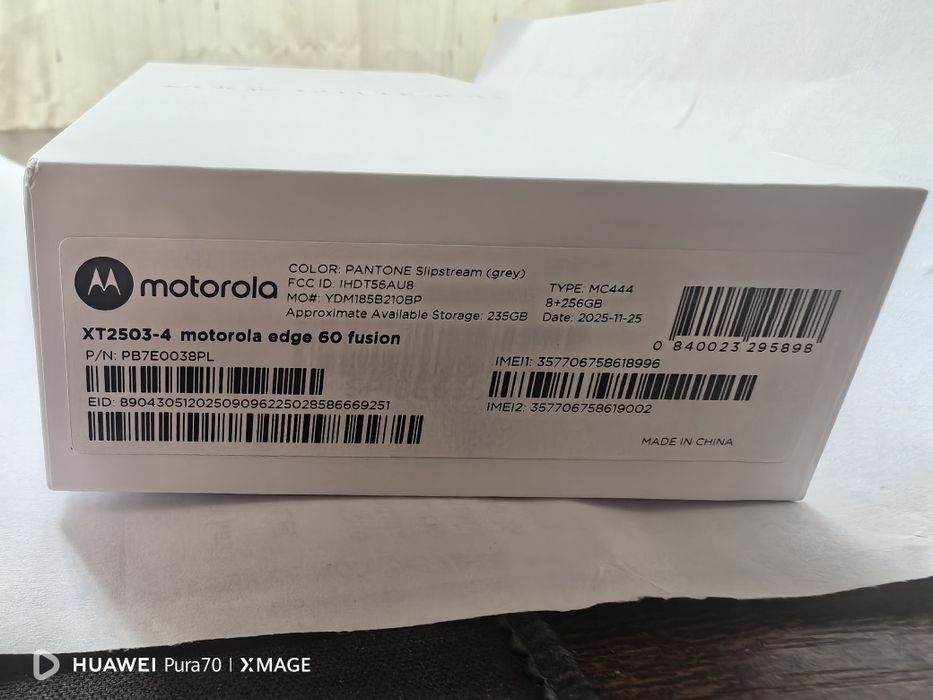 motorola
COLOR: PANTONE Slipstream (grey)
FCC ID: IHDT56AU8
MO#: YDM185B210BP
Approximate Available Storage: 235GB
TYPE: MC444
8+256GB
Date: 2025-11-25
0 840023 295898
XT2503-4 motorola edge 60 fusion
P/N: PB7E0038PL
IMEI1: 357706758618996
EID: 89043051202509096225028586669251
IMEI2: 357706758619002
MADE IN CHINA
HUAWEI Pura70 | XMAGE